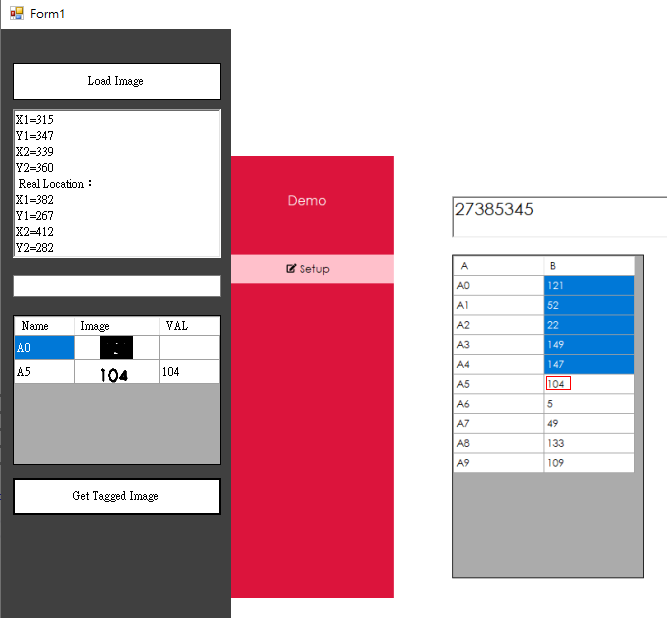 Form1
Load Image
X1=315
Y1=347
X2=339
Y2=360
Real Location：
X1=382
Y1=267
X2=412
Y2=282
Name Image VAL
A0
A5 104 104
Get Tagged Image
Demo
Setup
27385345
A B
A0 121
A1 52
A2 22
A3 149
A4 147
A5 104
A6 5
A7 49
A8 133
A9 109